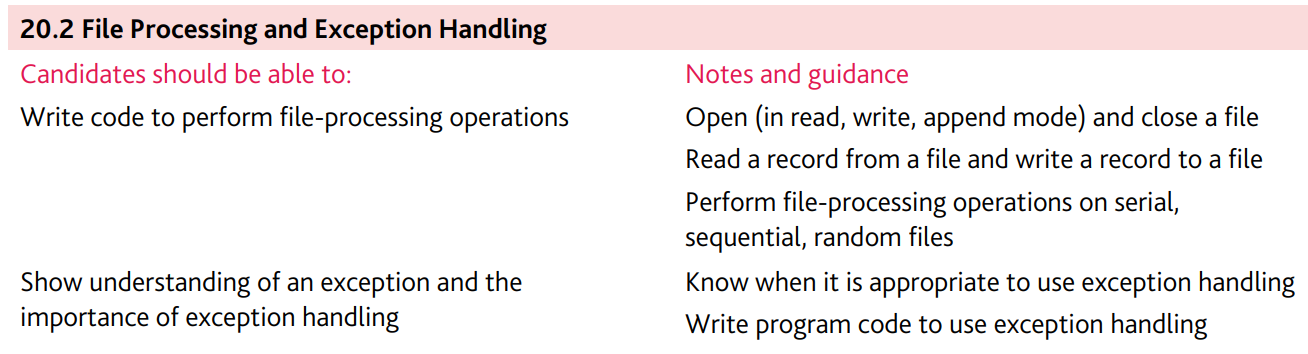 20.2 File Processing and Exception Handling
Candidates should be able to:
Notes and guidance
Write code to perform file-processing operations
Open (in read, write, append mode) and close a file
Read a record from a file and write a record to a file
Perform file-processing operations on serial,
sequential, random files
Show understanding of an exception and the
importance of exception handling
Know when it is appropriate to use exception handling
Write program code to use exception handling